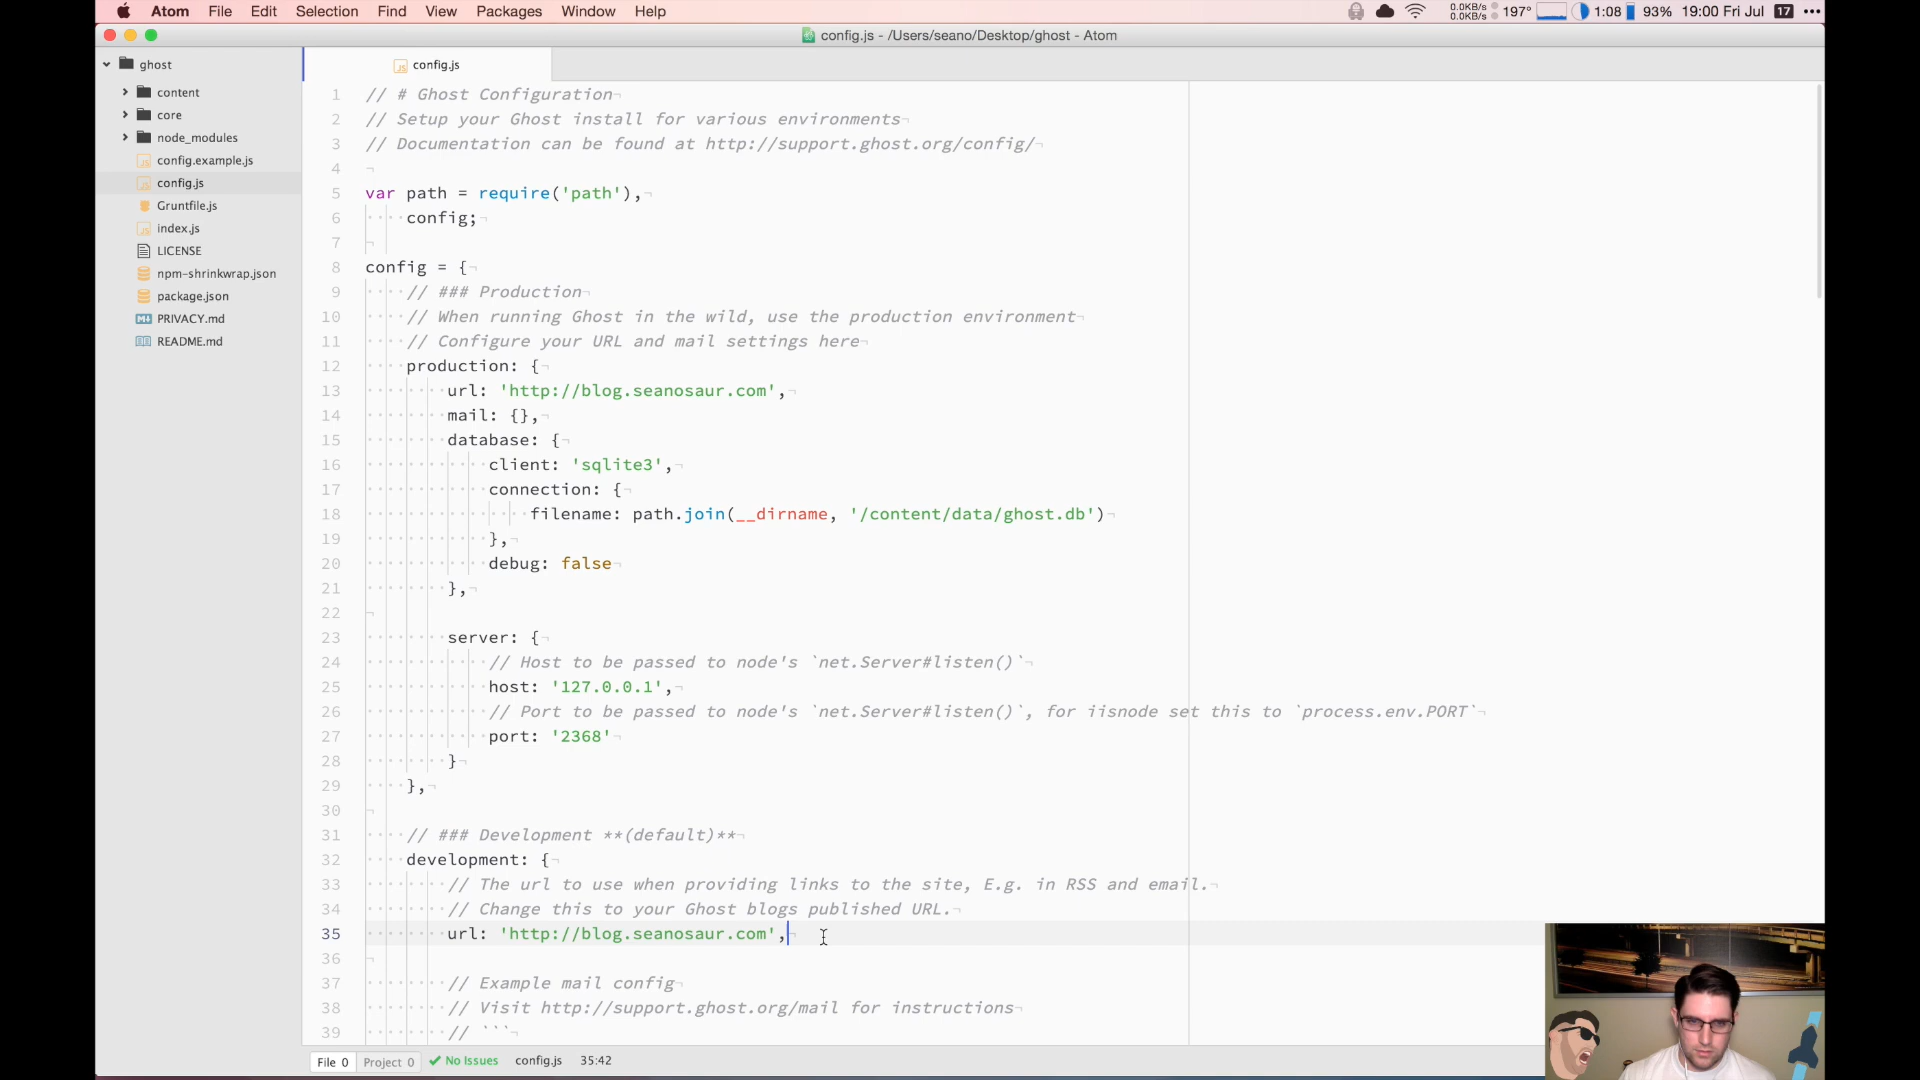 Atom File Edit Selection Find View Packages Window Help
0.0KB/s
0.0KB/s
197° 1:08 93% 19:00 Fri Jul 17
config.js - /Users/seano/Desktop/ghost - Atom
ghost
content
core
node_modules
config.example.js
config.js
Gruntfile.js
index.js
LICENSE
npm-shrinkwrap.json
package.json
PRIVACY.md
README.md
config.js
1 // # Ghost Configuration
2 // Setup your Ghost install for various environments
3 // Documentation can be found at http://support.ghost.org/config/
4
5 var path = require('path'),
6 config;
7
8 config = {
9 // ### Production
10 // When running Ghost in the wild, use the production environment
11 // Configure your URL and mail settings here
12 production: {
13 url: 'http://blog.seanosaur.com',
14 mail: {},
15 database: {
16 client: 'sqlite3',
17 connection: {
18 filename: path.join(__dirname, '/content/data/ghost.db')
19 },
20 debug: false
21 },
22
23 server: {
24 // Host to be passed to node's `net.Server#listen()`
25 host: '127.0.0.1',
26 // Port to be passed to node's `net.Server#listen()`, for iisnode set this to `process.env.PORT`
27 port: '2368'
28 }
29 },
30
31 // ### Development **(default)**
32 development: {
33 // The url to use when providing links to the site, E.g. in RSS and email.
34 // Change this to your Ghost blogs published URL.
35 url: 'http://blog.seanosaur.com',
36
37 // Example mail config
38 // Visit http://support.ghost.org/mail for instructions
39 // ```
File 0 Project 0 No Issues config.js 35:42